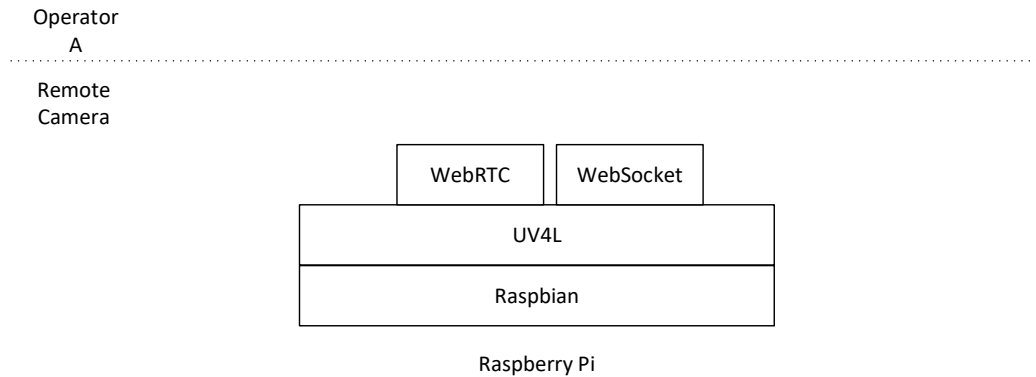 Operator
A
Remote
Camera
WebRTC
WebSocket
UV4L
Raspbian
Raspberry Pi